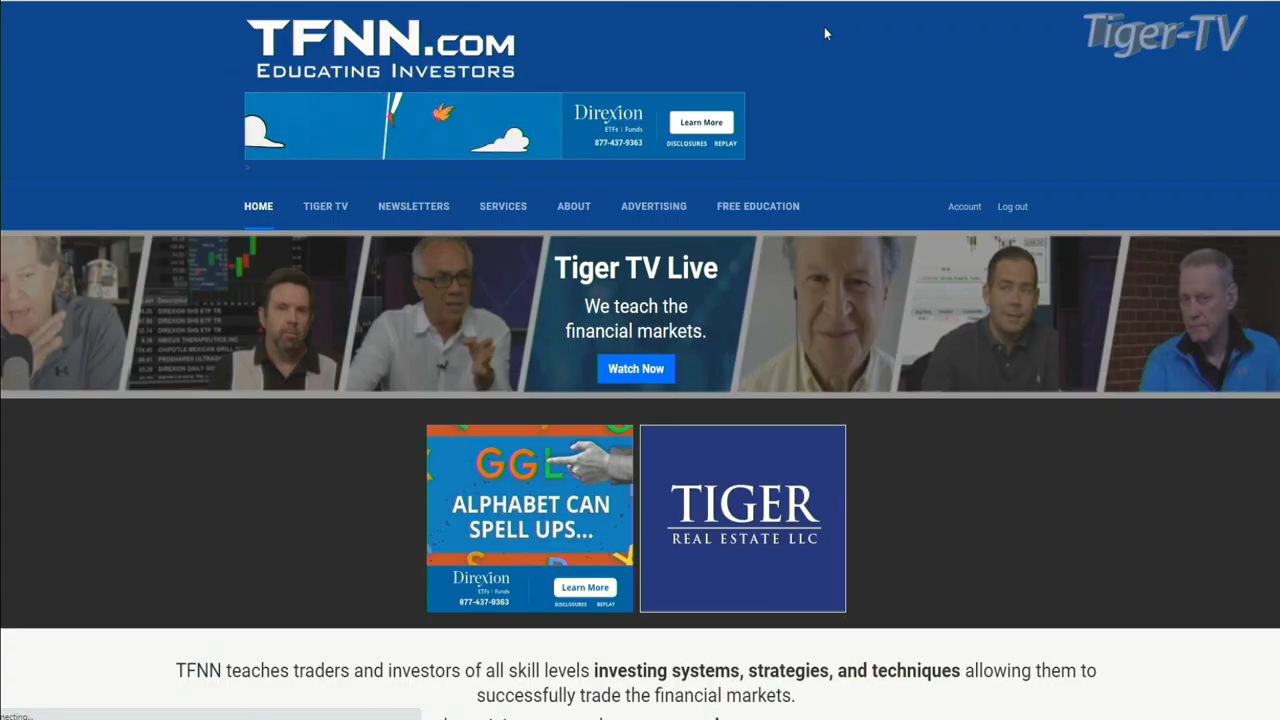 TFNN.COM
EDUCATING INVESTORS
Tiger-TV
Direxion
ETFs | Funds
877-437-9363
Learn More
DISCLOSURES REPLAY
>
HOME TIGER TV NEWSLETTERS SERVICES ABOUT ADVERTISING FREE EDUCATION Account Log out
Tiger TV Live
We teach the
financial markets.
Watch Now
GGL
ALPHABET CAN
SPELL UPS...
Direxion
ETFs | Funds
877-437-9363
Learn More
DISCLOSURES REPLAY
TIGER
REAL ESTATE LLC
TFNN teaches traders and investors of all skill levels investing systems, strategies, and techniques allowing them to
successfully trade the financial markets.